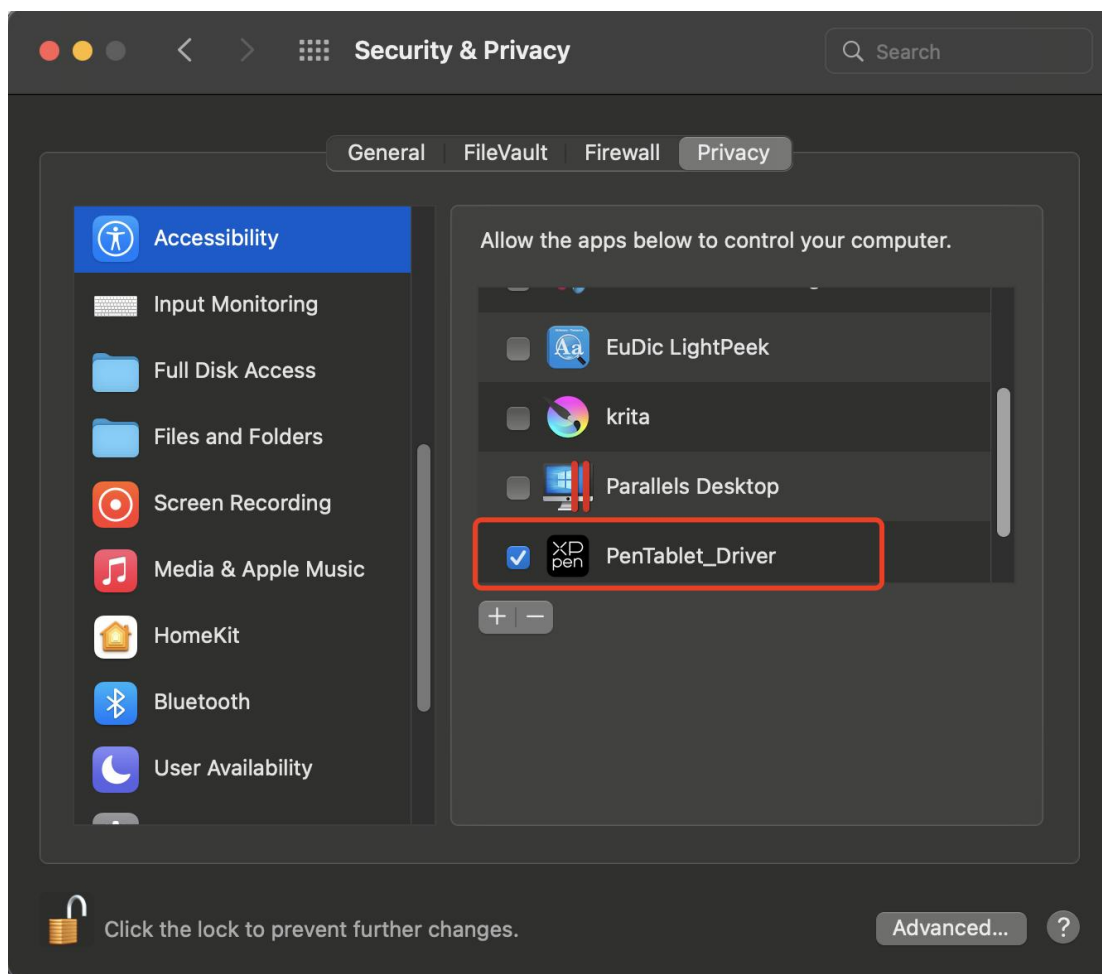 Security & Privacy
Search
General
FileVault
Firewall
Privacy
Accessibility
Input Monitoring
Full Disk Access
Files and Folders
Screen Recording
Media & Apple Music
HomeKit
Bluetooth
User Availability
Allow the apps below to control your computer.
Aa
EuDic LightPeek
krita
Parallels Desktop
XP
pen
PenTablet_Driver
Click the lock to prevent further changes.
Advanced...
?